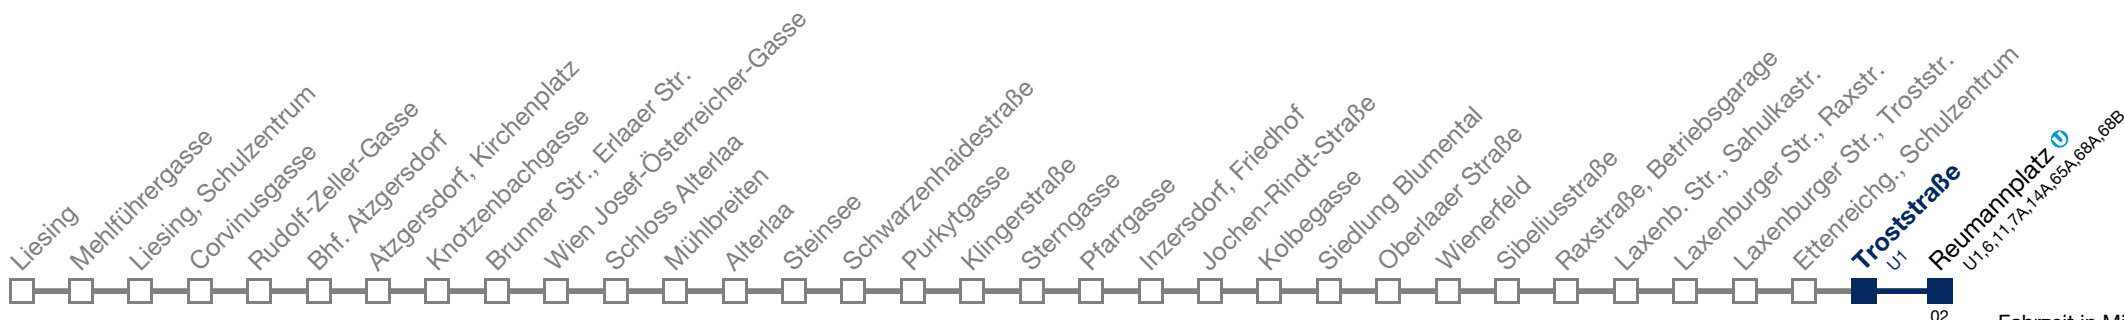 Liesing
Mehlführergasse
Liesing, Schulzentrum
Corvinusgasse
Rudolf-Zeller-Gasse
Bhf. Atzgersdorf
Atzgersdorf, Kirchenplatz
Knotzenbachgasse
Brunner Str., Erlaaer Str.
Wien Josef-Österreicher-Gasse
Schloss Alterlaa
Mühlbreiten
Alterlaa
Steinsee
Schwarzenhaidestraße
Purkytgasse
Klingerstraße
Sterngasse
Pfarrgasse
Inzersdorf, Friedhof
Jochen-Rindt-Straße
Kolbegasse
Siedlung Blumental
Oberlaaer Straße
Wienerfeld
Sibeliusstraße
Raxstraße, Betriebsgarage
Laxenb. Str., Sahulkastr.
Laxenburger Str., Raxstr.
Laxenburger Str., Troststr.
Ettenreichg., Schulzentrum
Troststraße
U1
Reumannplatz U
U1,6,11,7A,14A,65A,68A,68B
02